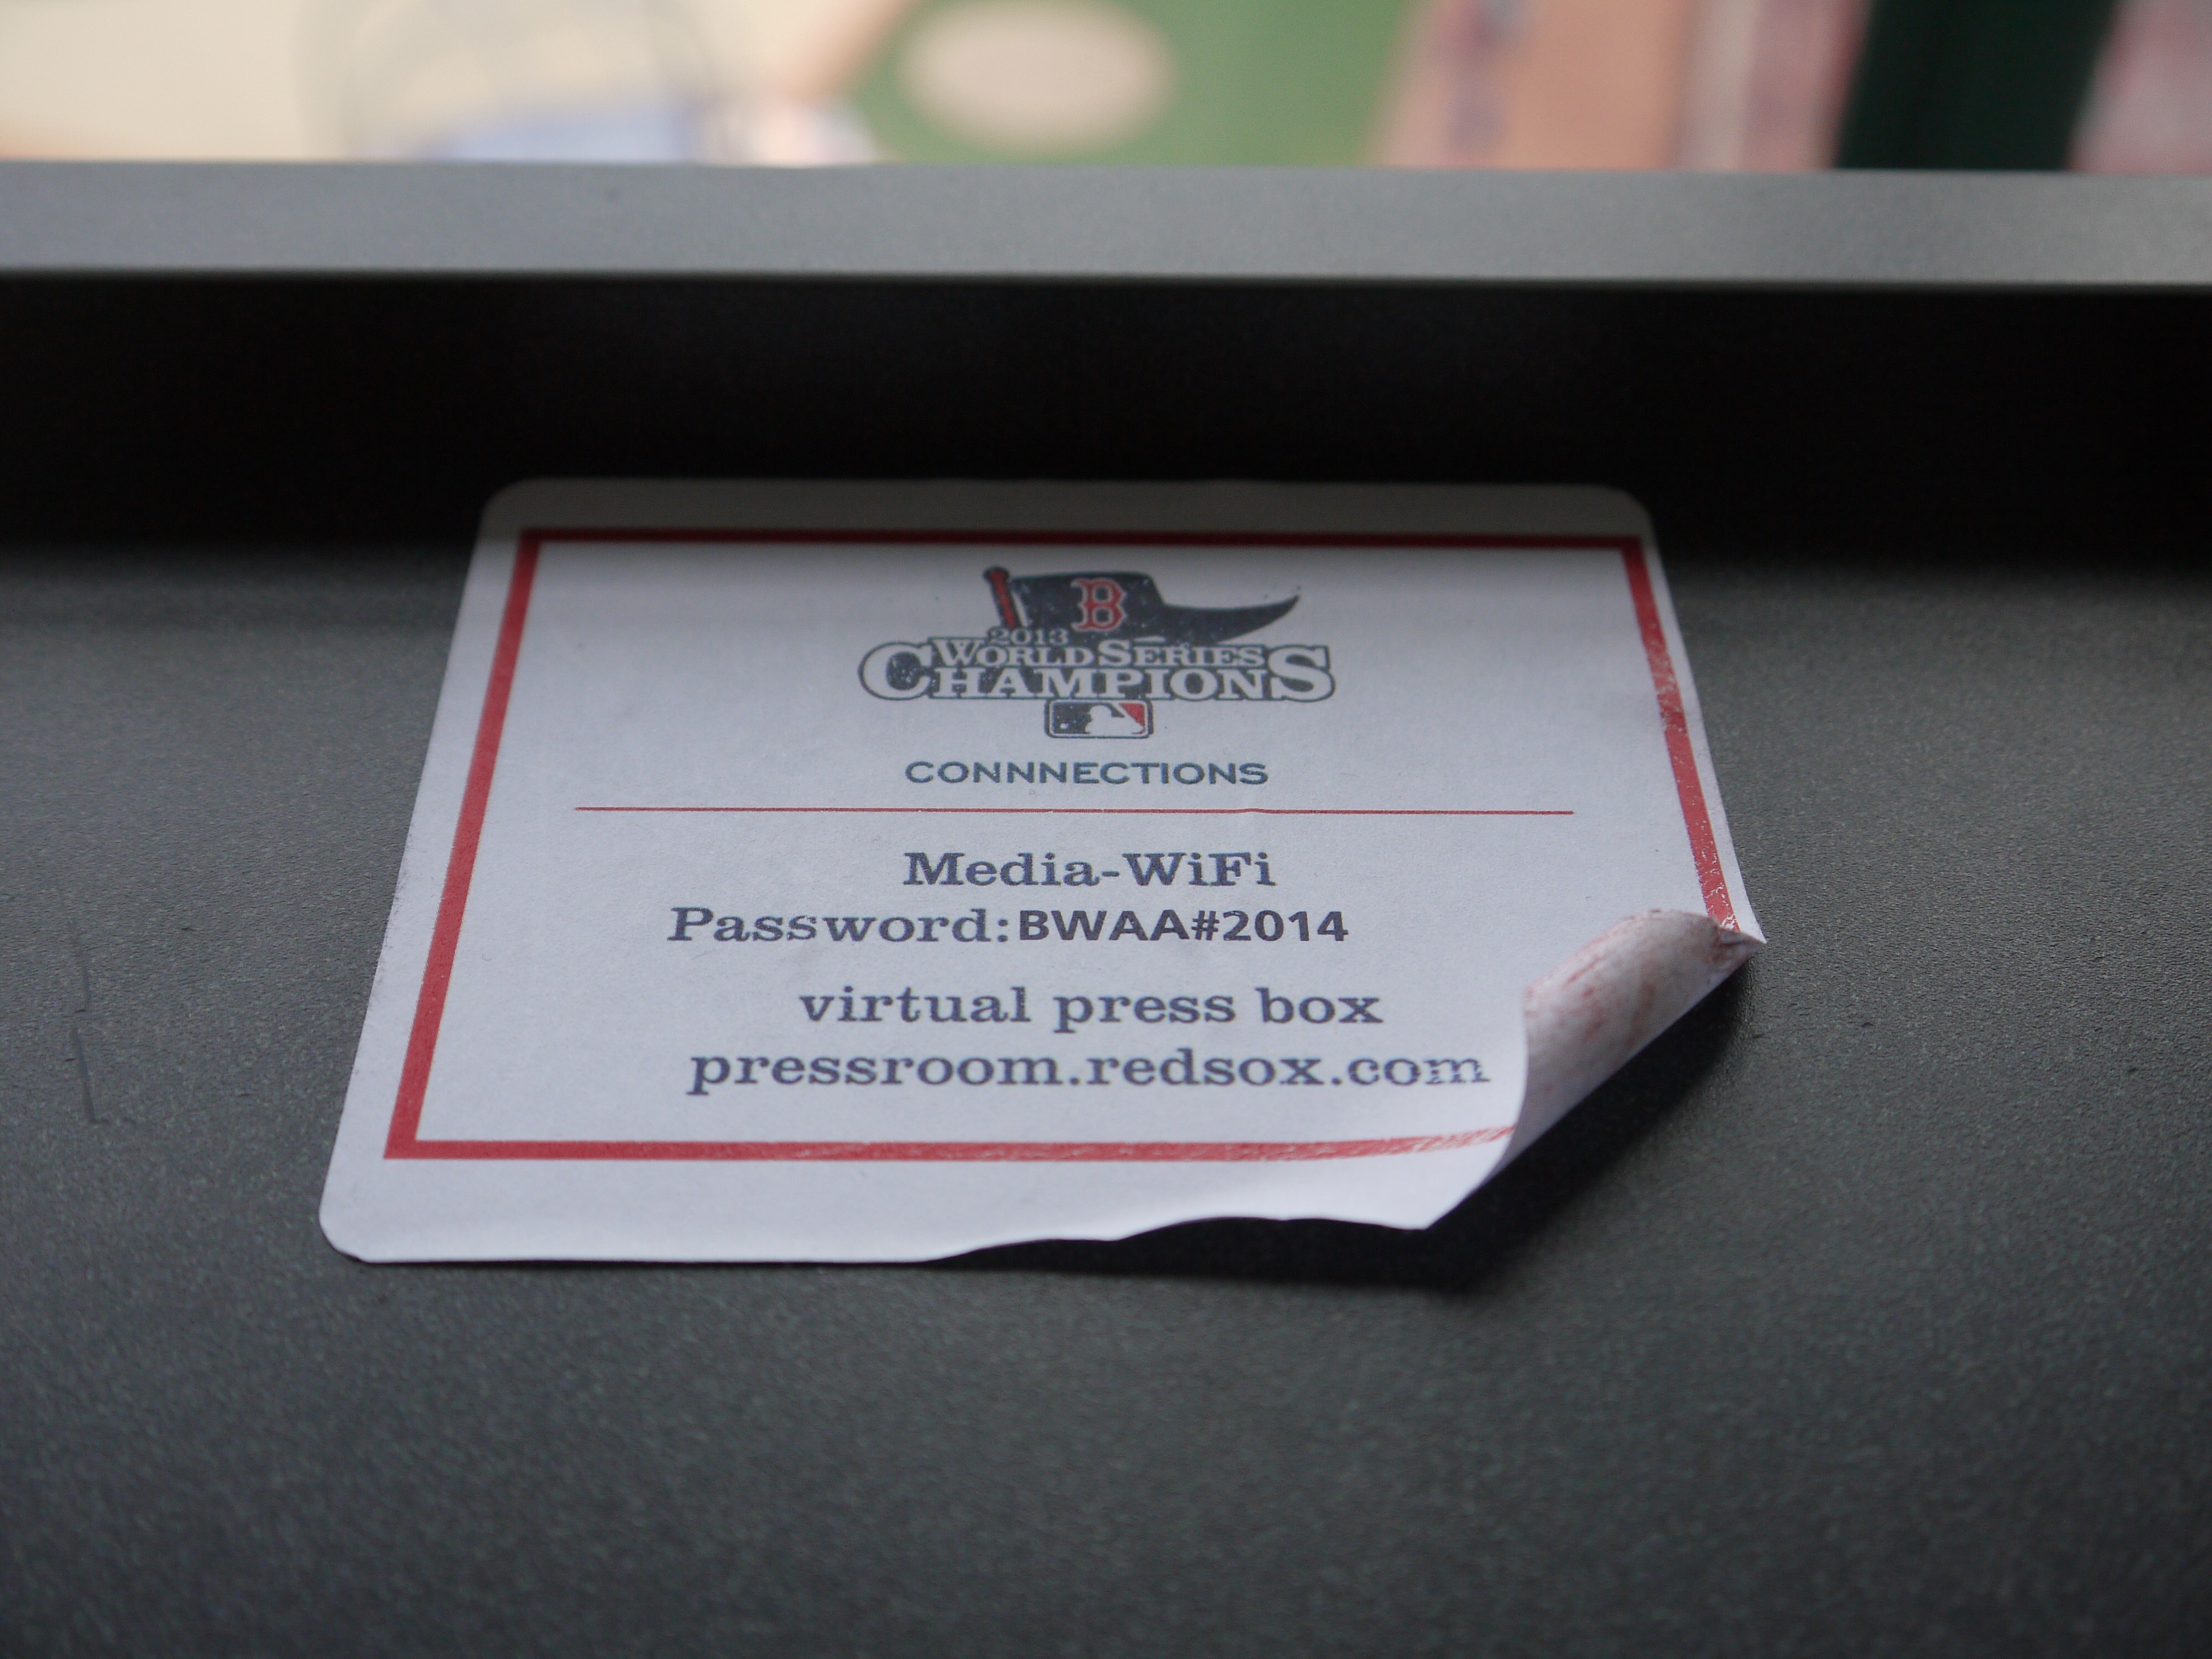 B
2013
WORLD SERIES
CHAMPIONS
CONNNECTIONS
Media-WiFi
Password:BWAA#2014
virtual press box
pressroom.redsox.com